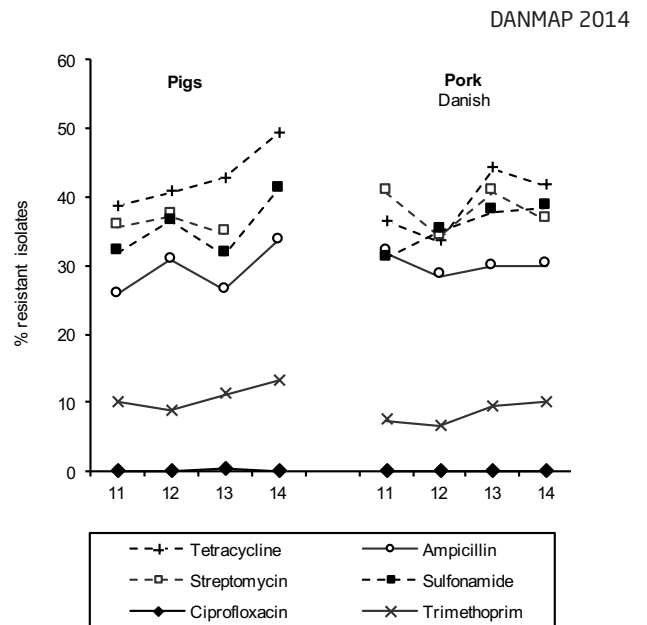 DANMAP 2014
Pigs
Pork
Danish
% resistant isolates
60
50
40
30
20
10
0
11 12 13 14 11 12 13 14
Tetracycline Ampicillin
Streptomycin Sulfonamide
Ciprofloxacin Trimethoprim